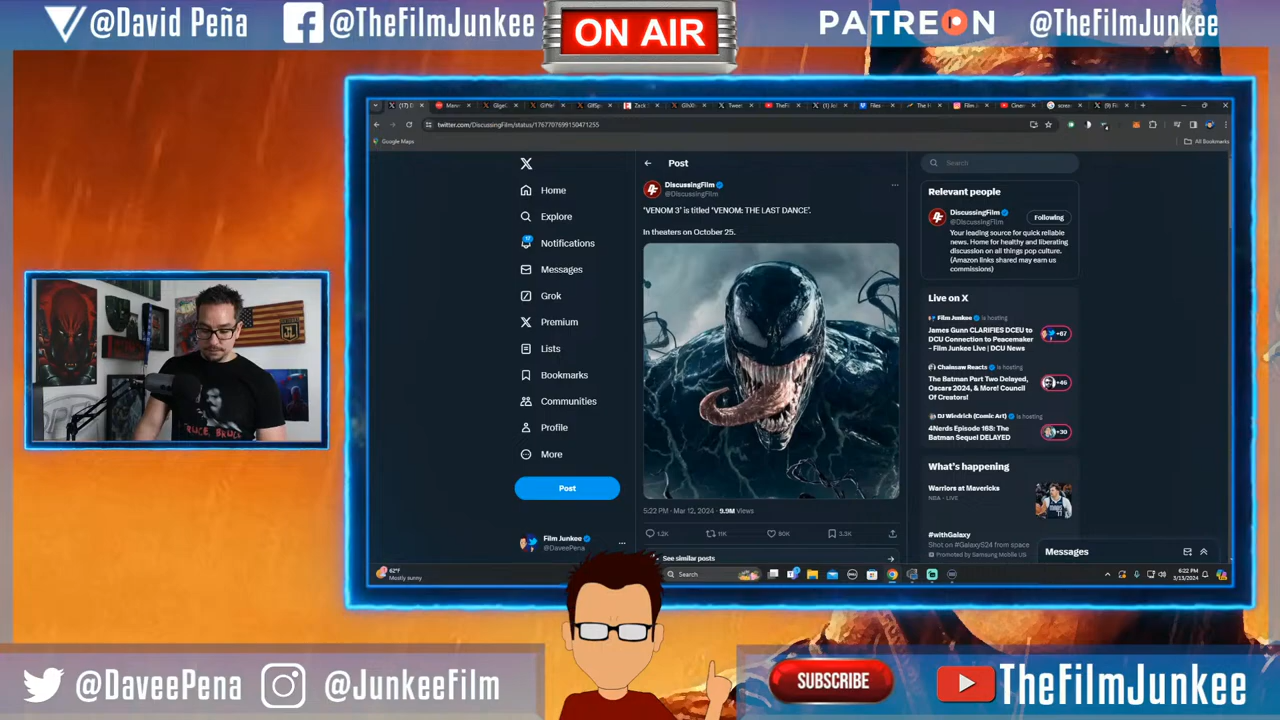 @David Peña
@TheFilmJunkee
ON AIR
PATREON
@TheFilmJunkee
twitter.com/DiscussingFilm/status/1767707699150471255
Google Maps
All Bookmarks
Home
Explore
Notifications
Messages
Grok
Premium
Lists
Bookmarks
Communities
Profile
More
Post
Film Junkee
@DaveePena
Post
DiscussingFilm
@DiscussingFilm
'VENOM 3' is titled 'VENOM: THE LAST DANCE'.
In theaters on October 25.
5:22 PM · Mar 12, 2024 · 9.9M Views
1.2K
11K
90K
3.3K
See similar posts
Search
Relevant people
DiscussingFilm
@DiscussingFilm
Following
Your leading source for quick reliable
news. Home for healthy and liberating
discussion on all things pop culture.
(Amazon links shared may earn us
commissions)
Live on X
Film Junkee is hosting
James Gunn CLARIFIES DCEU to
DCU Connection to Peacemaker
– Film Junkee Live | DCU News
+67
Chainsaw Reacts is hosting
The Batman Part Two Delayed,
Oscars 2024, & More! Council
Of Creators!
+46
DJ Windrich (Comic Art) is hosting
4Nerds Episode 168: The
Batman Sequel DELAYED
+30
What's happening
Warriors at Mavericks
NBA · LIVE
#withGalaxy
Shot on #GalaxyS24 from space
Promoted by Samsung Mobile US
Messages
62°F
Mostly sunny
Search
6:22 PM
3/13/2024
@DaveePena
@JunkeeFilm
SUBSCRIBE
TheFilmJunkee